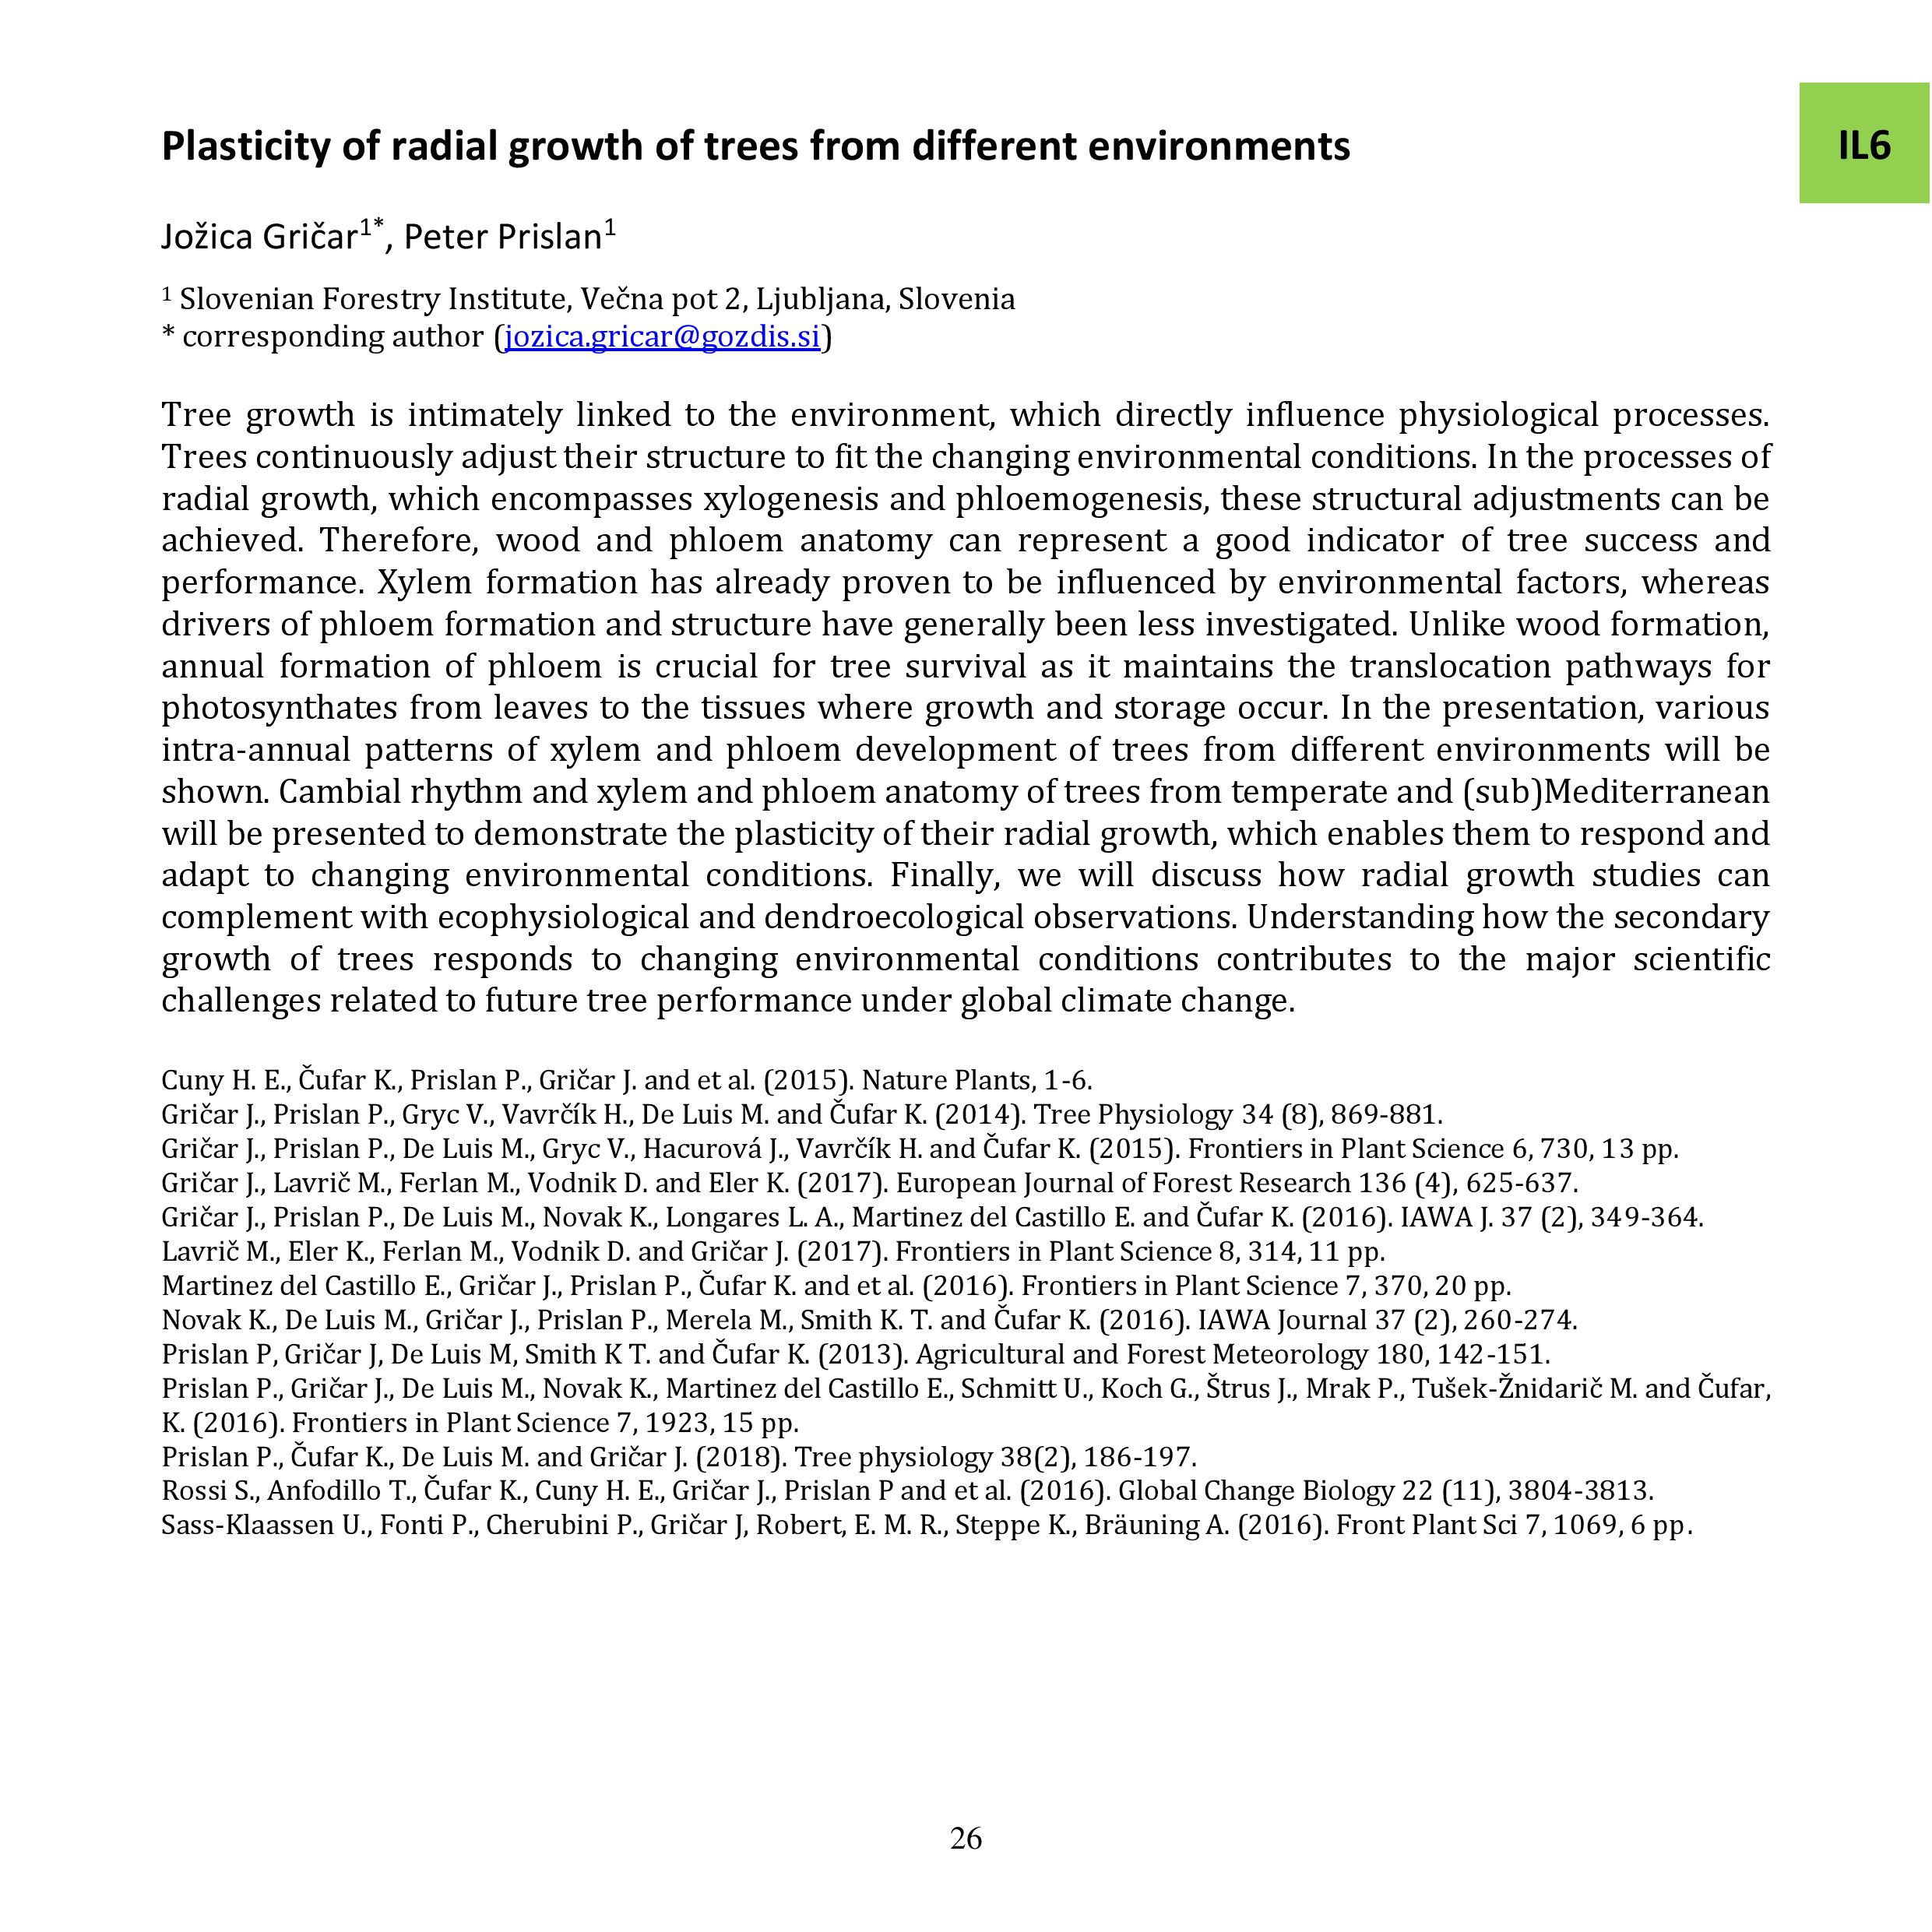 Plasticity of radial growth of trees from different environments
IL6
Jožica Gričar1*, Peter Prislan1
1 Slovenian Forestry Institute, Večna pot 2, Ljubljana, Slovenia
* corresponding author (jozica.gricar@gozdis.si)
Tree growth is intimately linked to the environment, which directly influence physiological processes.
Trees continuously adjust their structure to fit the changing environmental conditions. In the processes of
radial growth, which encompasses xylogenesis and phloemogenesis, these structural adjustments can be
achieved. Therefore, wood and phloem anatomy can represent a good indicator of tree success and
performance. Xylem formation has already proven to be influenced by environmental factors, whereas
drivers of phloem formation and structure have generally been less investigated. Unlike wood formation,
annual formation of phloem is crucial for tree survival as it maintains the translocation pathways for
photosynthates from leaves to the tissues where growth and storage occur. In the presentation, various
intra-annual patterns of xylem and phloem development of trees from different environments will be
shown. Cambial rhythm and xylem and phloem anatomy of trees from temperate and (sub)Mediterranean
will be presented to demonstrate the plasticity of their radial growth, which enables them to respond and
adapt to changing environmental conditions. Finally, we will discuss how radial growth studies can
complement with ecophysiological and dendroecological observations. Understanding how the secondary
growth of trees responds to changing environmental conditions contributes to the major scientific
challenges related to future tree performance under global climate change.
Cuny H. E., Čufar K., Prislan P., Gričar J. and et al. (2015). Nature Plants, 1-6.
Gričar J., Prislan P., Gryc V., Vavrčík H., De Luis M. and Čufar K. (2014). Tree Physiology 34 (8), 869-881.
Gričar J., Prislan P., De Luis M., Gryc V., Hacurová J., Vavrčík H. and Čufar K. (2015). Frontiers in Plant Science 6, 730, 13 pp.
Gričar J., Lavrič M., Ferlan M., Vodnik D. and Eler K. (2017). European Journal of Forest Research 136 (4), 625-637.
Gričar J., Prislan P., De Luis M., Novak K., Longares L. A., Martinez del Castillo E. and Čufar K. (2016). IAWA J. 37 (2), 349-364.
Lavrič M., Eler K., Ferlan M., Vodnik D. and Gričar J. (2017). Frontiers in Plant Science 8, 314, 11 pp.
Martinez del Castillo E., Gričar J., Prislan P., Čufar K. and et al. (2016). Frontiers in Plant Science 7, 370, 20 pp.
Novak K., De Luis M., Gričar J., Prislan P., Merela M., Smith K. T. and Čufar K. (2016). IAWA Journal 37 (2), 260-274.
Prislan P, Gričar J, De Luis M, Smith K T. and Čufar K. (2013). Agricultural and Forest Meteorology 180, 142-151.
Prislan P., Gričar J., De Luis M., Novak K., Martinez del Castillo E., Schmitt U., Koch G., Štrus J., Mrak P., Tušek-Žnidarič M. and Čufar,
K. (2016). Frontiers in Plant Science 7, 1923, 15 pp.
Prislan P., Čufar K., De Luis M. and Gričar J. (2018). Tree physiology 38(2), 186-197.
Rossi S., Anfodillo T., Čufar K., Cuny H. E., Gričar J., Prislan P and et al. (2016). Global Change Biology 22 (11), 3804-3813.
Sass-Klaassen U., Fonti P., Cherubini P., Gričar J, Robert, E. M. R., Steppe K., Bräuning A. (2016). Front Plant Sci 7, 1069, 6 pp.
26